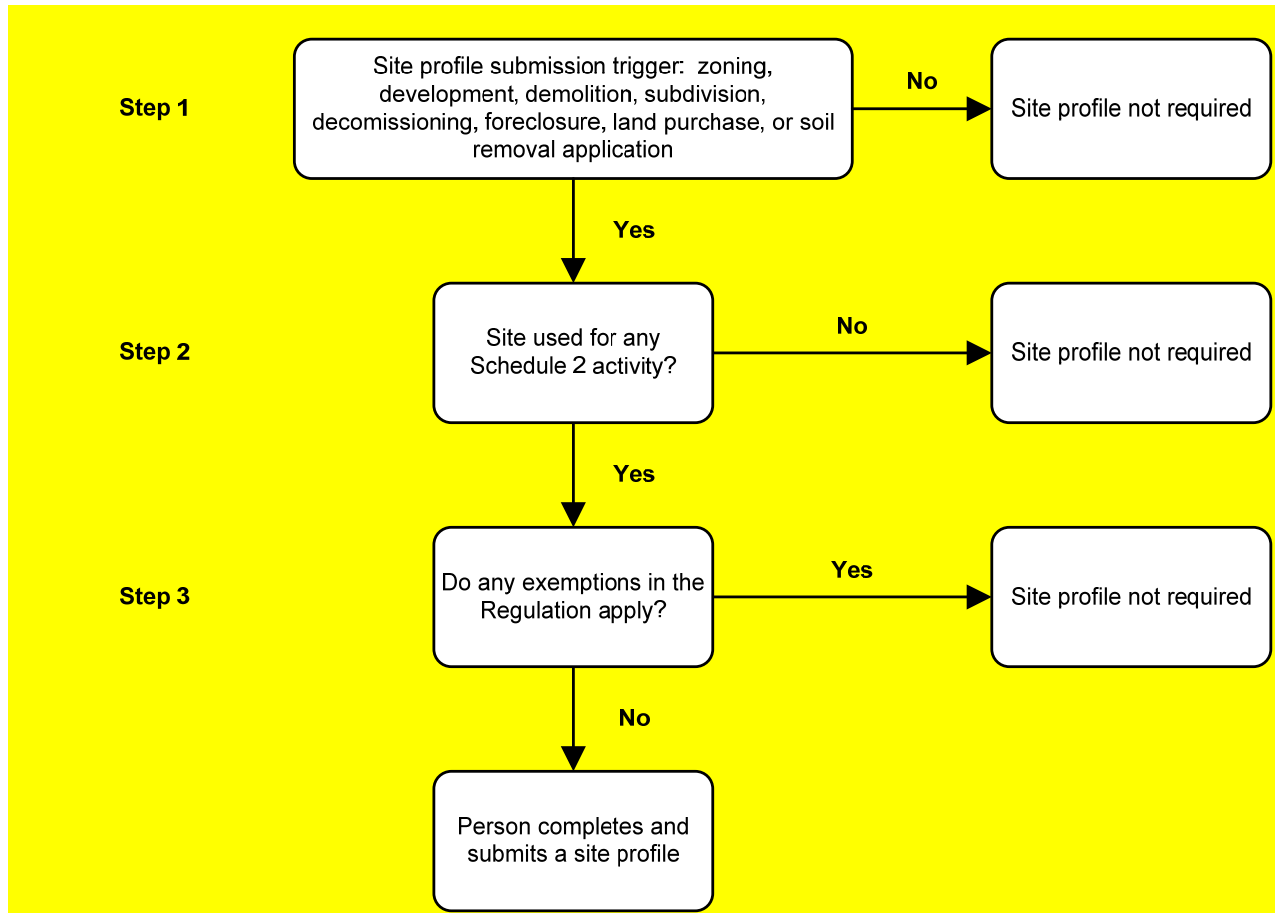 Step 1
Site profile submission trigger:  zoning,
development, demolition, subdivision,
decomissioning, foreclosure, land purchase, or soil
removal application
No
Site profile not required
Yes
Step 2
Site used for any
Schedule 2 activity?
No
Site profile not required
Yes
Step 3
Do any exemptions in the
Regulation apply?
Yes
Site profile not required
No
Person completes and
submits a site profile